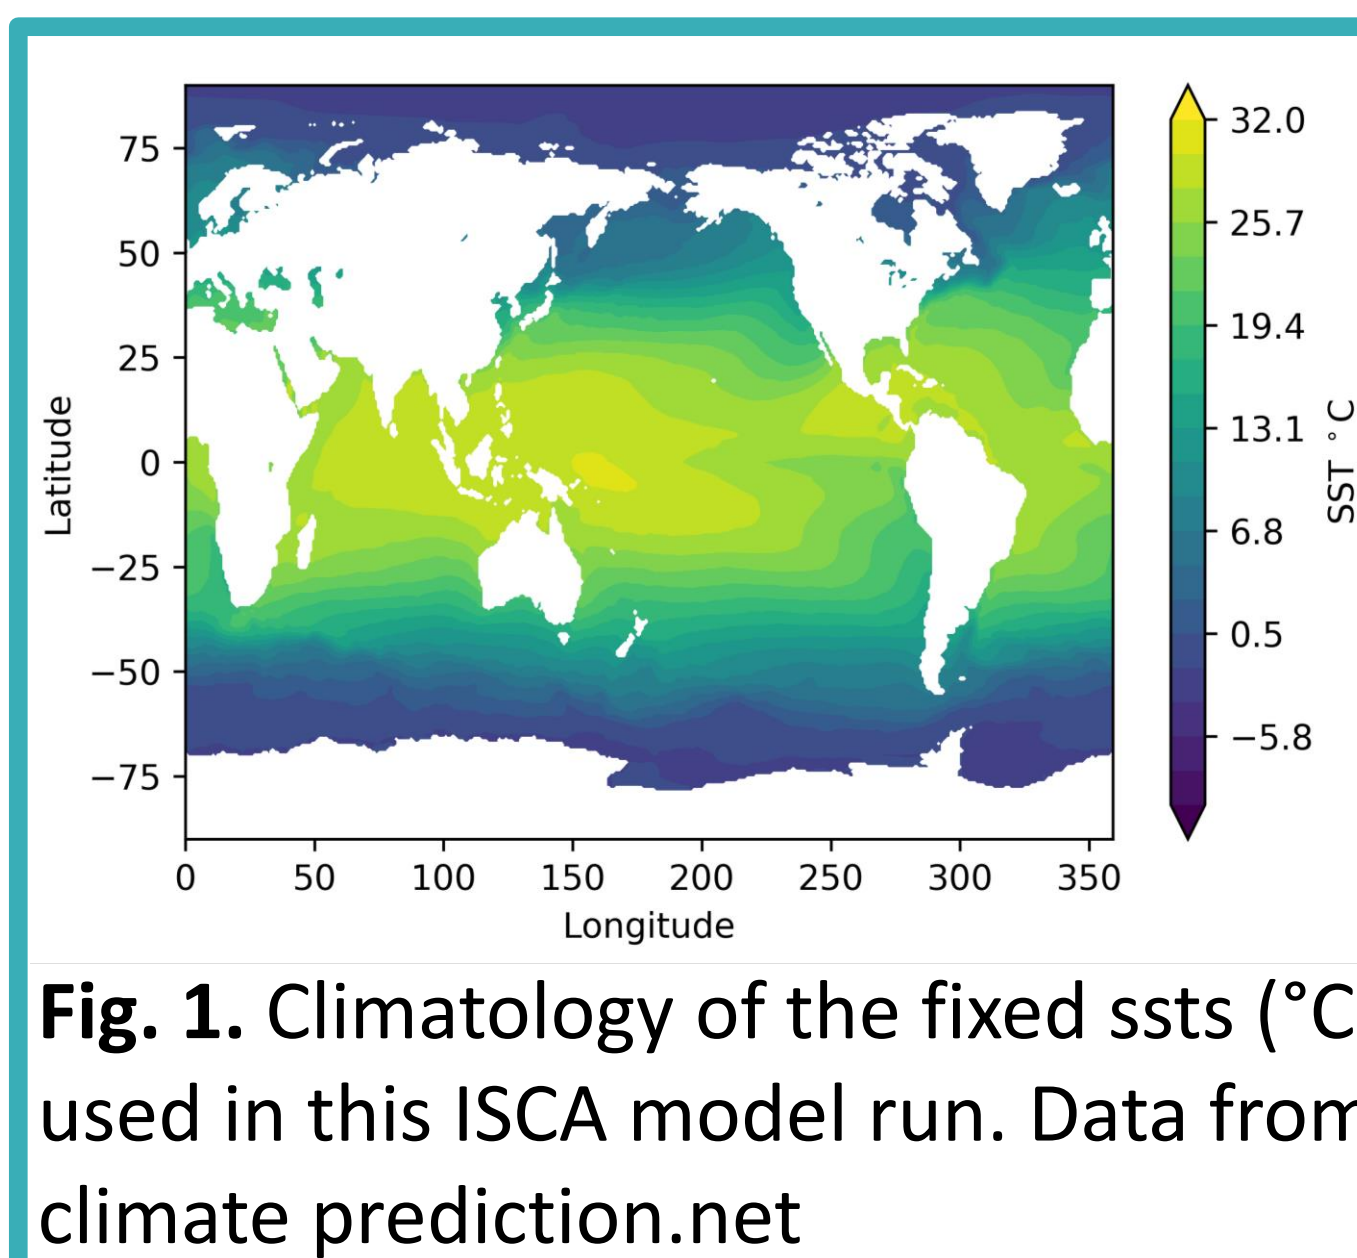 75
50
25
0
−25
−50
−75
Latitude
0 50 100 150 200 250 300 350
Longitude
32.0
25.7
19.4
13.1
6.8
0.5
−5.8
SST °C
Fig. 1. Climatology of the fixed ssts (°C
used in this ISCA model run. Data from
climate prediction.net